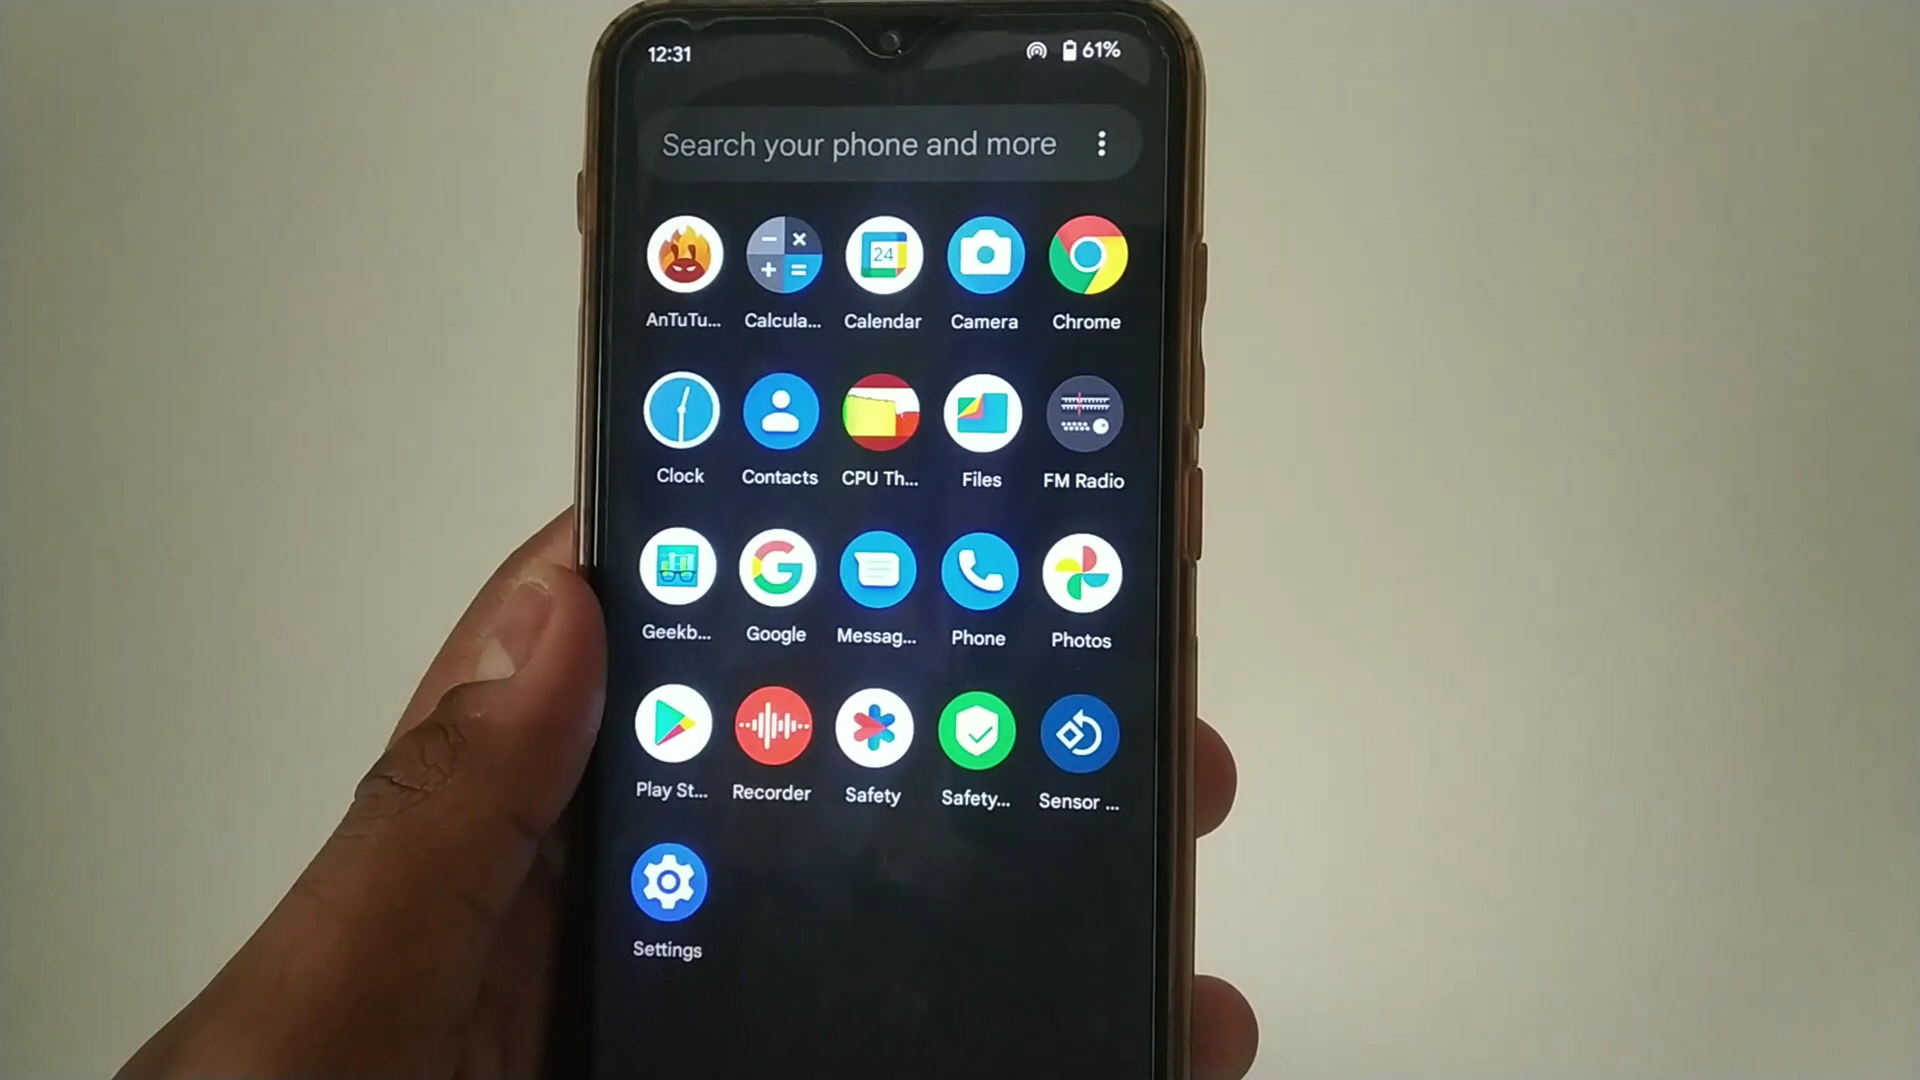 12:31 61%
Search your phone and more
24
AnTuTu... Calcula... Calendar Camera Chrome
Clock Contacts CPU Th... Files FM Radio
Geekb... Google Messag... Phone Photos
Play St... Recorder Safety Safety... Sensor ...
Settings